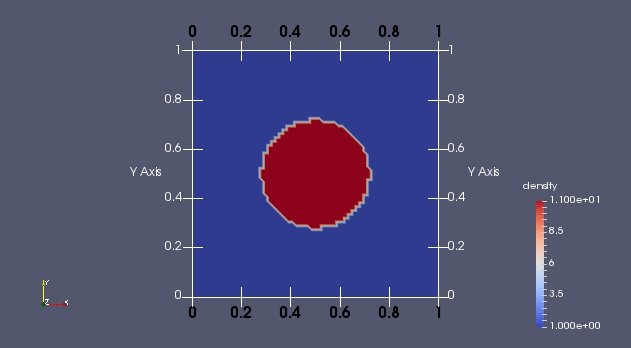 0 0.2 0.4 0.6 0.8 1
1 1
0.8 0.8
0.6 0.6
Y Axis Y Axis
0.4 0.4
0.2 0.2
0 0
0 0.2 0.4 0.6 0.8 1
density
1.100e+01
8.5
6
3.5
1.000e+00
Y
Z X